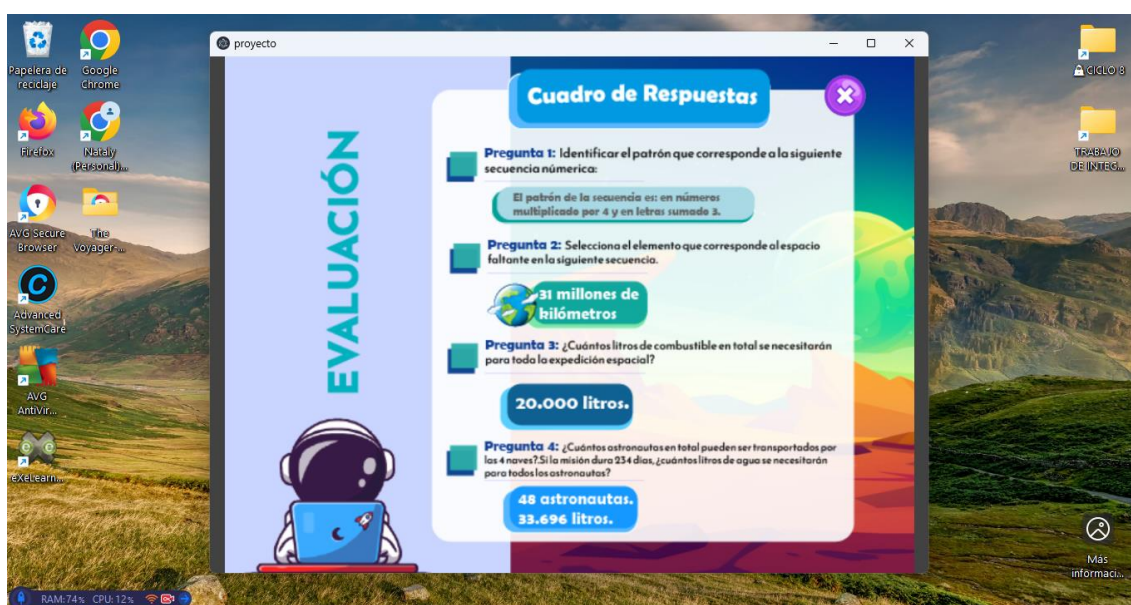 Papelera de
reciclaje
Google
Chrome
Firefox
Nataly
(Personal)...
AVG Secure
Browser
The
Voyager-...
Advanced
SystemCare
AVG
AntiVir...
eXeLearn...
proyecto
EVALUACIÓN
Cuadro de Respuestas
Pregunta 1: Identificar el patrón que corresponde a la siguiente
secuencia númerica:
El patrón de la secuencia es: en números
multiplicado por 4 y en letras sumado 3.
Pregunta 2: Selecciona el elemento que corresponde al espacio
faltante en la siguiente secuencia.
31 millones de
kilómetros
Pregunta 3: ¿Cuántos litros de combustible en total se necesitarán
para toda la expedición espacial?
20.000 litros.
Pregunta 4: ¿Cuántos astronautas en total pueden ser transportados por
las 4 naves?.Si la misión dura 234 días, ¿cuántos litros de agua se necesitarán
para todos los astronautas?
48 astronautas.
33.696 litros.
CICLO 8
TRABAJO
DE INTEG...
Más
informaci...
RAM:74% CPU:12%